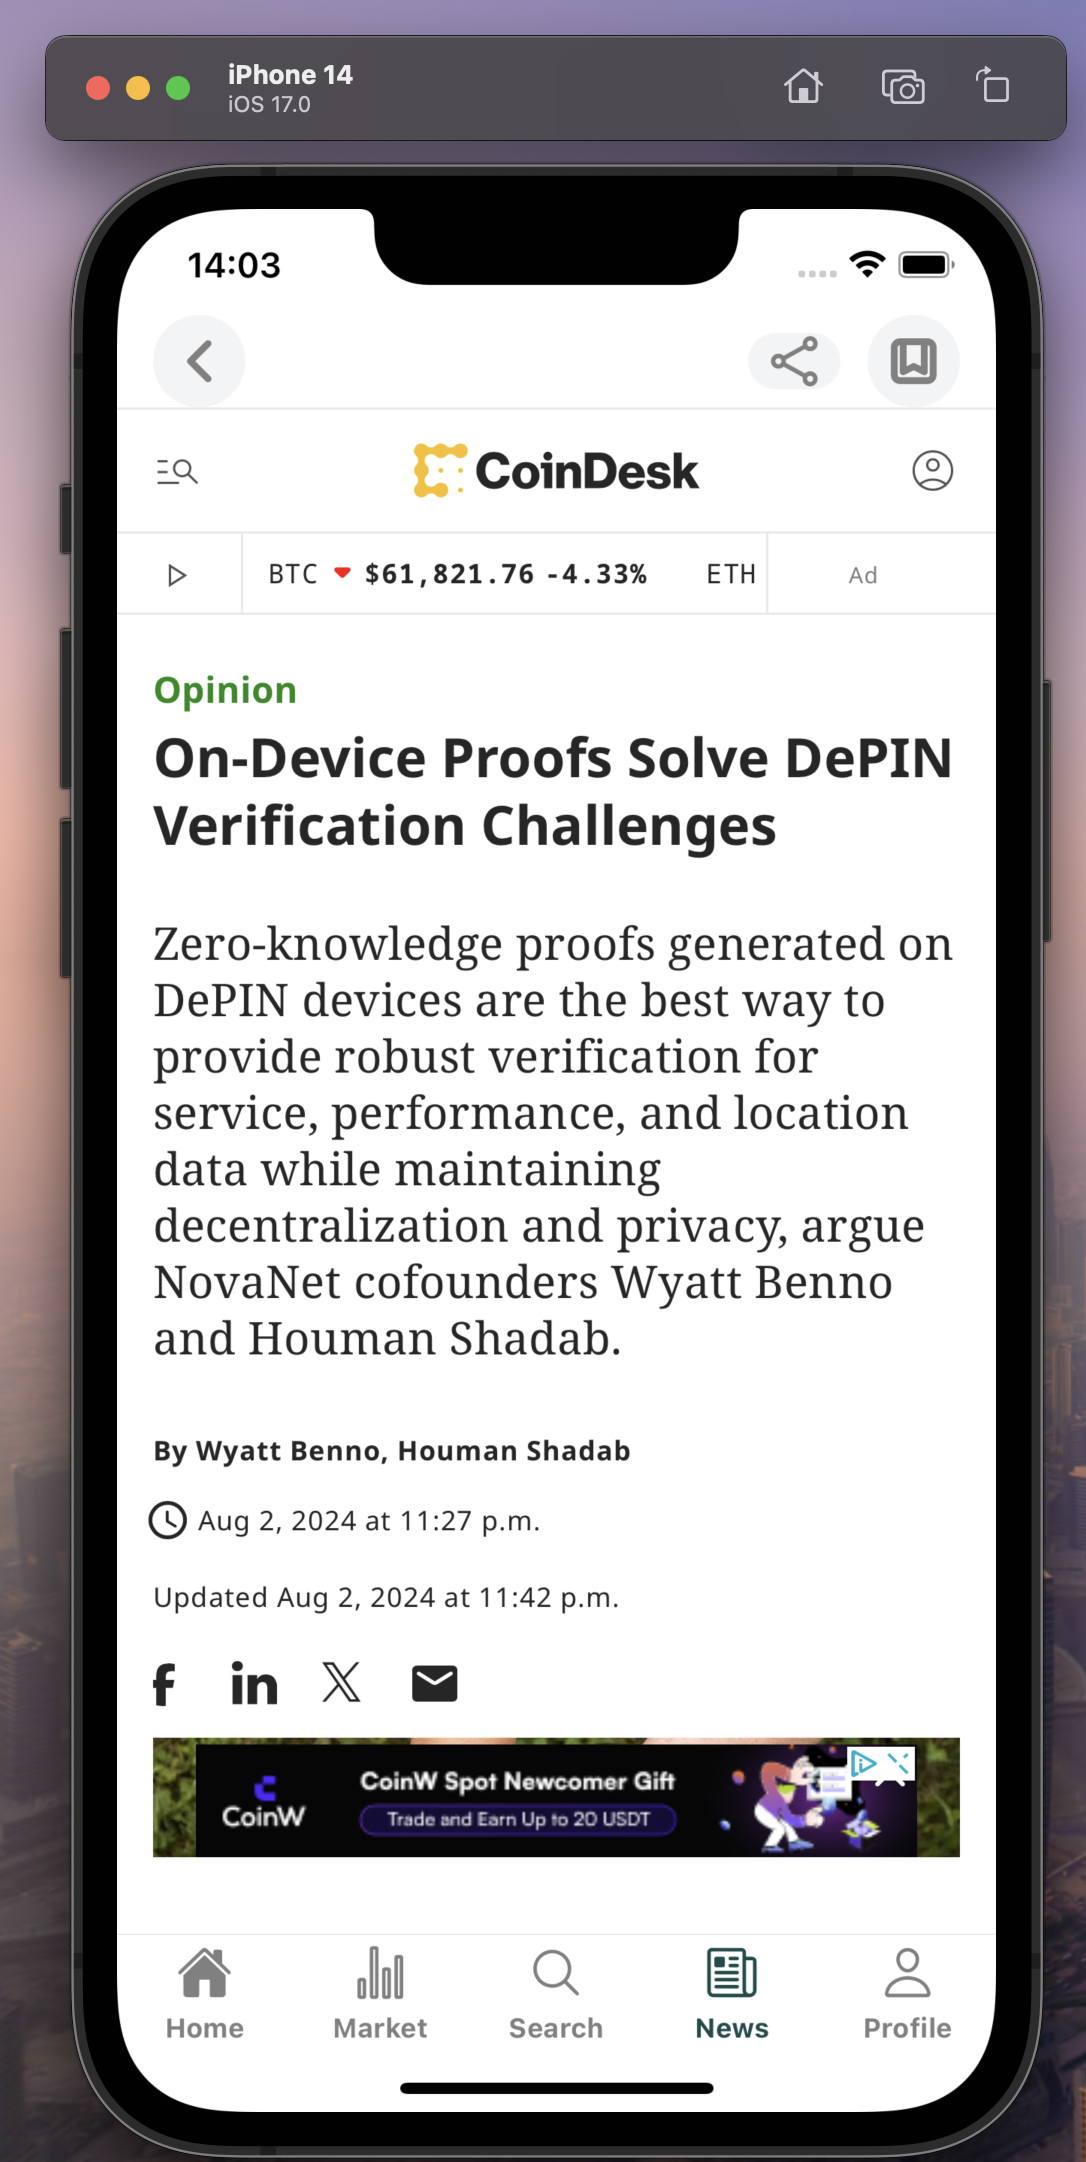 iPhone 14
iOS 17.0
14:03
CoinDesk
BTC $61,821.76 -4.33% ETH Ad
Opinion
On-Device Proofs Solve DePIN
Verification Challenges
Zero-knowledge proofs generated on
DePIN devices are the best way to
provide robust verification for
service, performance, and location
data while maintaining
decentralization and privacy, argue
NovaNet cofounders Wyatt Benno
and Houman Shadab.
By Wyatt Benno, Houman Shadab
Aug 2, 2024 at 11:27 p.m.
Updated Aug 2, 2024 at 11:42 p.m.
CoinW Spot Newcomer Gift
CoinW
Trade and Earn Up to 20 USDT
Home Market Search News Profile